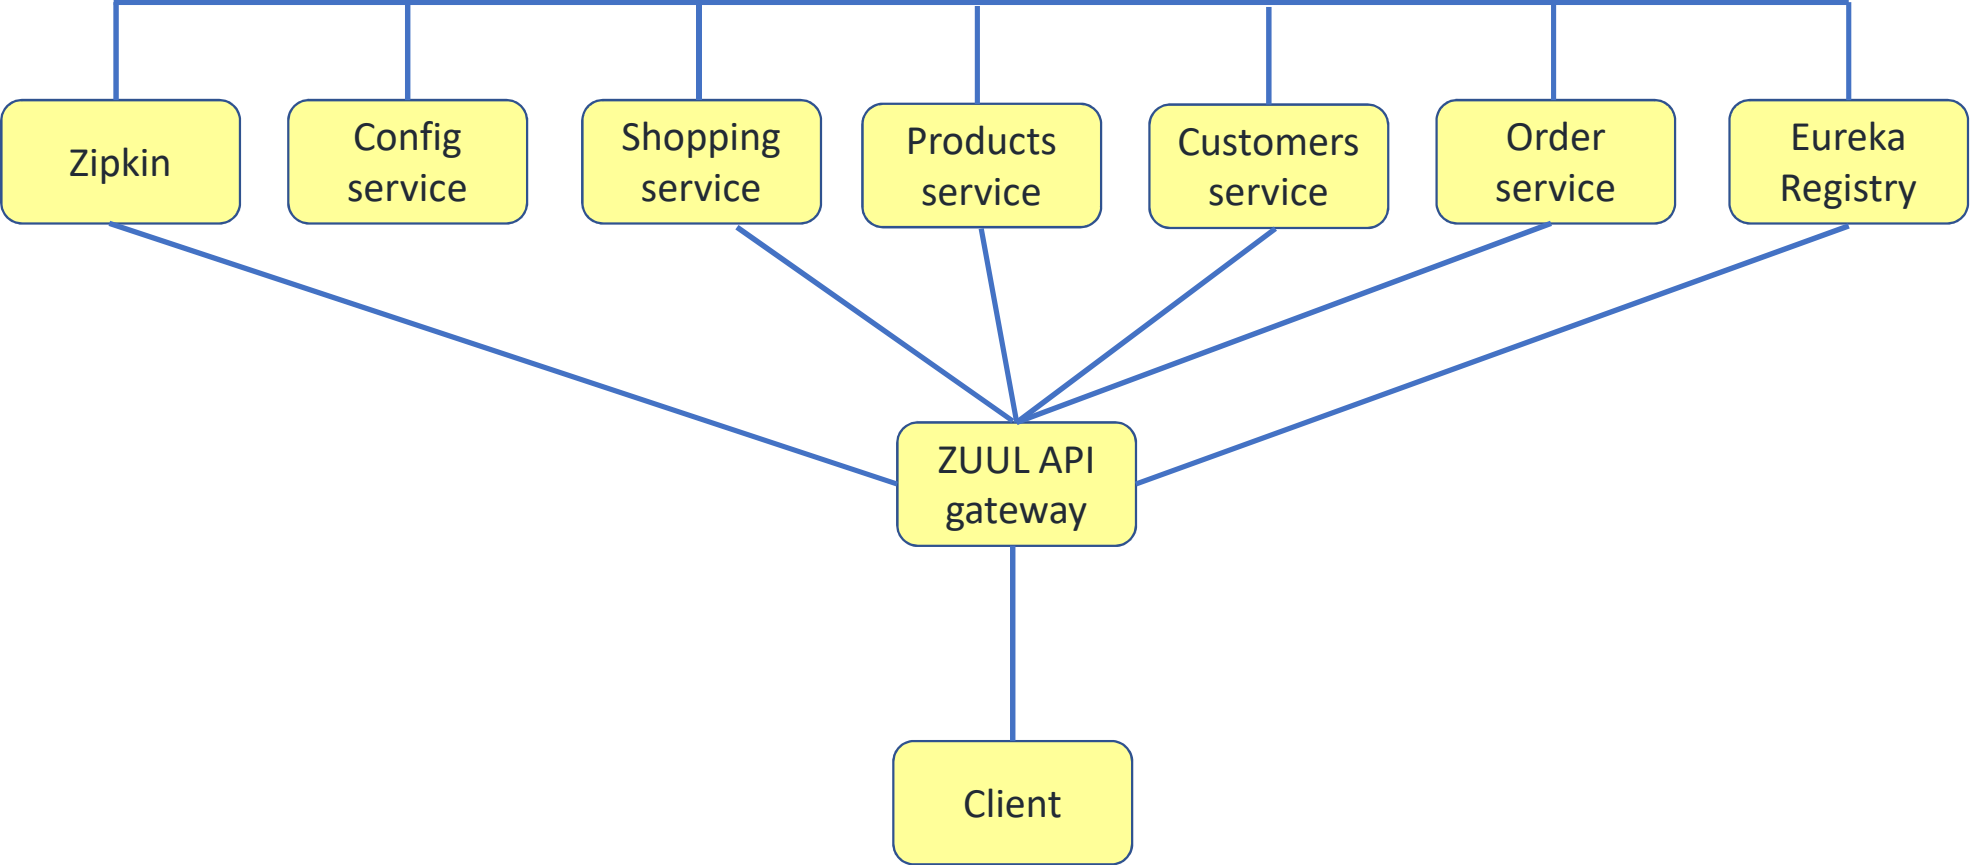 Zipkin
Config
service
Shopping
service
Products
service
Customers
service
Order
service
Eureka
Registry
ZUUL API
gateway
Client